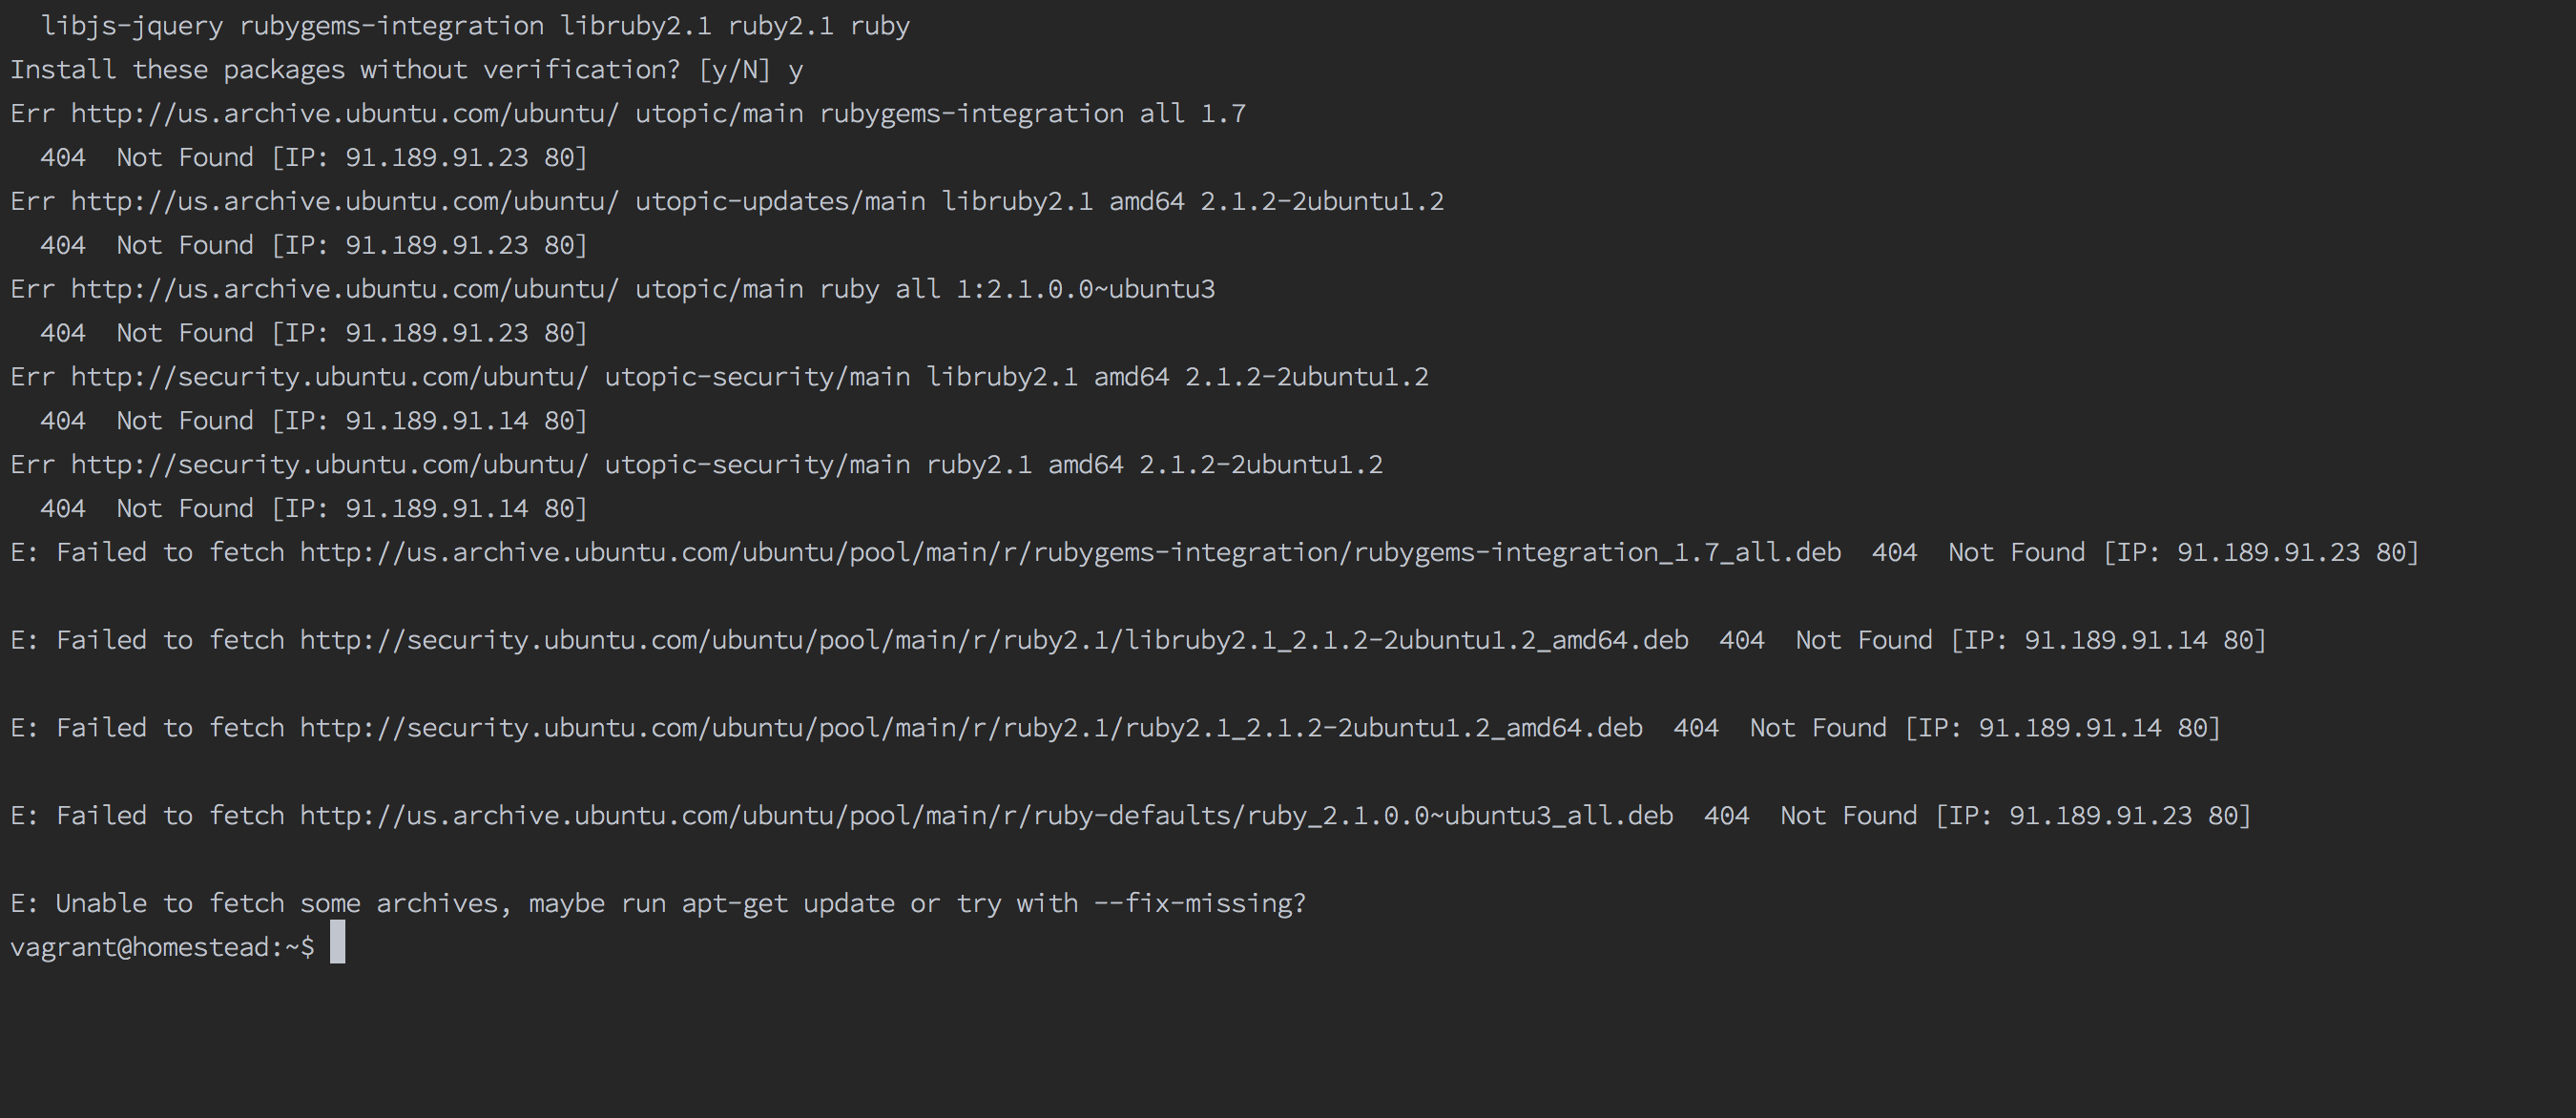 libjs-jquery rubygems-integration libruby2.1 ruby2.1 ruby
Install these packages without verification? [y/N] y
Err http://us.archive.ubuntu.com/ubuntu/ utopic/main rubygems-integration all 1.7
  404  Not Found [IP: 91.189.91.23 80]
Err http://us.archive.ubuntu.com/ubuntu/ utopic-updates/main libruby2.1 amd64 2.1.2-2ubuntu1.2
  404  Not Found [IP: 91.189.91.23 80]
Err http://us.archive.ubuntu.com/ubuntu/ utopic/main ruby all 1:2.1.0.0~ubuntu3
  404  Not Found [IP: 91.189.91.23 80]
Err http://security.ubuntu.com/ubuntu/ utopic-security/main libruby2.1 amd64 2.1.2-2ubuntu1.2
  404  Not Found [IP: 91.189.91.14 80]
Err http://security.ubuntu.com/ubuntu/ utopic-security/main ruby2.1 amd64 2.1.2-2ubuntu1.2
  404  Not Found [IP: 91.189.91.14 80]
E: Failed to fetch http://us.archive.ubuntu.com/ubuntu/pool/main/r/rubygems-integration/rubygems-integration_1.7_all.deb  404  Not Found [IP: 91.189.91.23 80]
E: Failed to fetch http://security.ubuntu.com/ubuntu/pool/main/r/ruby2.1/libruby2.1_2.1.2-2ubuntu1.2_amd64.deb  404  Not Found [IP: 91.189.91.14 80]
E: Failed to fetch http://security.ubuntu.com/ubuntu/pool/main/r/ruby2.1/ruby2.1_2.1.2-2ubuntu1.2_amd64.deb  404  Not Found [IP: 91.189.91.14 80]
E: Failed to fetch http://us.archive.ubuntu.com/ubuntu/pool/main/r/ruby-defaults/ruby_2.1.0.0~ubuntu3_all.deb  404  Not Found [IP: 91.189.91.23 80]
E: Unable to fetch some archives, maybe run apt-get update or try with --fix-missing?
vagrant@homestead:~$